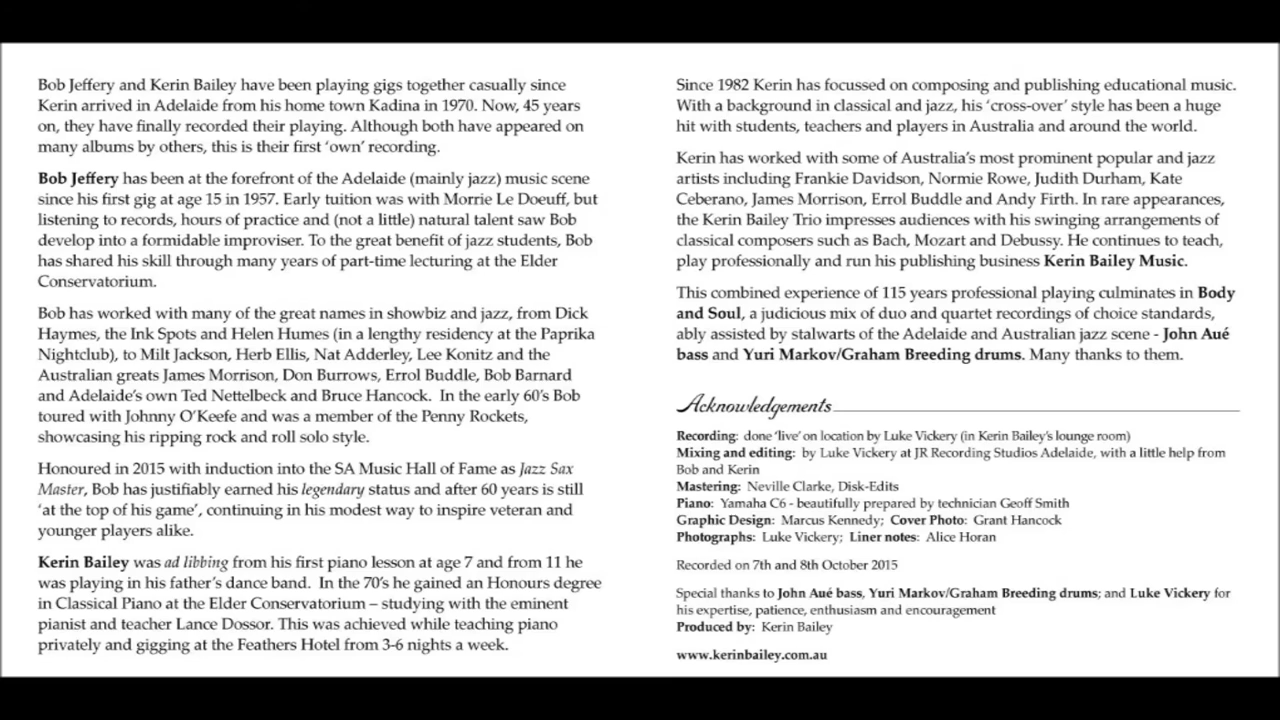 Bob Jeffery and Kerin Bailey have been playing gigs together casually since
Kerin arrived in Adelaide from his home town Kadina in 1970. Now, 45 years
on, they have finally recorded their playing. Although both have appeared on
many albums by others, this is their first ‘own’ recording.
Bob Jeffery has been at the forefront of the Adelaide (mainly jazz) music scene
since his first gig at age 15 in 1957. Early tuition was with Morrie Le Doeuff, but
listening to records, hours of practice and (not a little) natural talent saw Bob
develop into a formidable improviser. To the great benefit of jazz students, Bob
has shared his skill through many years of part-time lecturing at the Elder
Conservatorium.
Bob has worked with many of the great names in showbiz and jazz, from Dick
Haymes, the Ink Spots and Helen Humes (in a lengthy residency at the Paprika
Nightclub), to Milt Jackson, Herb Ellis, Nat Adderley, Lee Konitz and the
Australian greats James Morrison, Don Burrows, Errol Buddle, Bob Barnard
and Adelaide’s own Ted Nettelbeck and Bruce Hancock. In the early 60’s Bob
toured with Johnny O’Keefe and was a member of the Penny Rockets,
showcasing his ripping rock and roll solo style.
Honoured in 2015 with induction into the SA Music Hall of Fame as Jazz Sax
Master, Bob has justifiably earned his legendary status and after 60 years is still
‘at the top of his game’, continuing in his modest way to inspire veteran and
younger players alike.
Kerin Bailey was ad libbing from his first piano lesson at age 7 and from 11 he
was playing in his father’s dance band. In the 70’s he gained an Honours degree
in Classical Piano at the Elder Conservatorium – studying with the eminent
pianist and teacher Lance Dossor. This was achieved while teaching piano
privately and gigging at the Feathers Hotel from 3-6 nights a week.
Since 1982 Kerin has focussed on composing and publishing educational music.
With a background in classical and jazz, his ‘cross-over’ style has been a huge
hit with students, teachers and players in Australia and around the world.
Kerin has worked with some of Australia’s most prominent popular and jazz
artists including Frankie Davidson, Normie Rowe, Judith Durham, Kate
Ceberano, James Morrison, Errol Buddle and Andy Firth. In rare appearances,
the Kerin Bailey Trio impresses audiences with his swinging arrangements of
classical composers such as Bach, Mozart and Debussy. He continues to teach,
play professionally and run his publishing business Kerin Bailey Music.
This combined experience of 115 years professional playing culminates in Body
and Soul, a judicious mix of duo and quartet recordings of choice standards,
ably assisted by stalwarts of the Adelaide and Australian jazz scene - John Aué
bass and Yuri Markov/Graham Breeding drums. Many thanks to them.
Acknowledgements
Recording: done ‘live’ on location by Luke Vickery (in Kerin Bailey’s lounge room)
Mixing and editing: by Luke Vickery at JR Recording Studios Adelaide, with a little help from
Bob and Kerin
Mastering: Neville Clarke, Disk-Edits
Piano: Yamaha C6 - beautifully prepared by technician Geoff Smith
Graphic Design: Marcus Kennedy; Cover Photo: Grant Hancock
Photographs: Luke Vickery; Liner notes: Alice Horan
Recorded on 7th and 8th October 2015
Special thanks to John Aué bass, Yuri Markov/Graham Breeding drums; and Luke Vickery for
his expertise, patience, enthusiasm and encouragement
Produced by: Kerin Bailey
www.kerinbailey.com.au